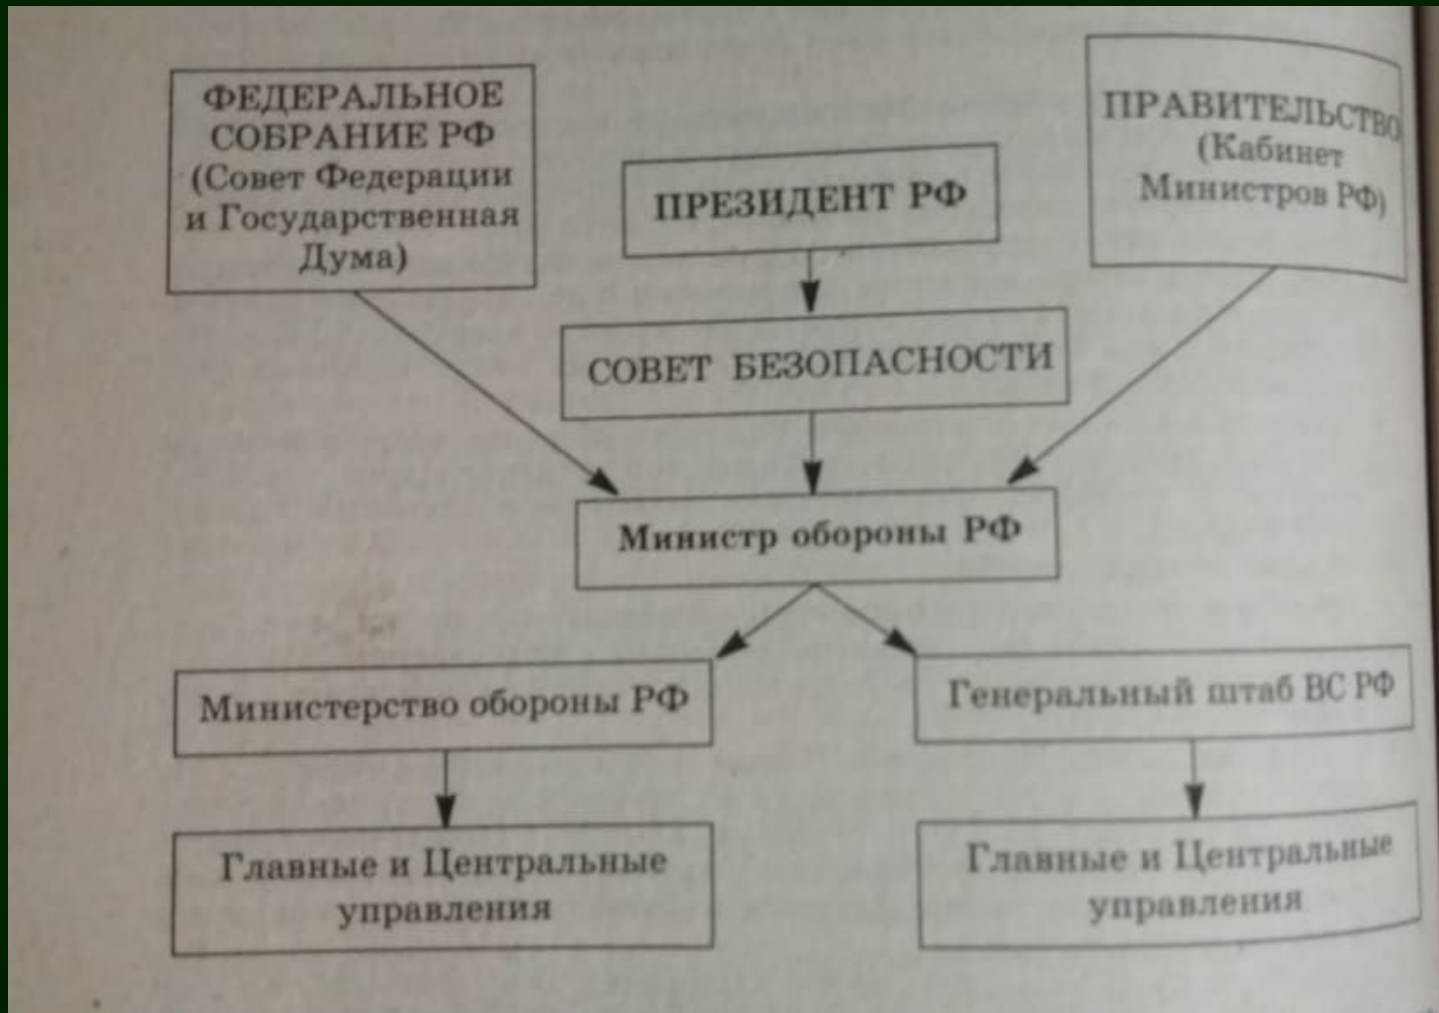 ФЕДЕРАЛЬНОЕ
СОБРАНИЕ РФ
(Совет Федерации
и Государственная
Дума)
ПРЕЗИДЕНТ РФ
ПРАВИТЕЛЬСТВО
(Кабинет
Министров РФ)
СОВЕТ БЕЗОПАСНОСТИ
Министр обороны РФ
Министерство обороны РФ
Генеральный штаб ВС РФ
Главные и Центральные
управления
Главные и Центральные
управления